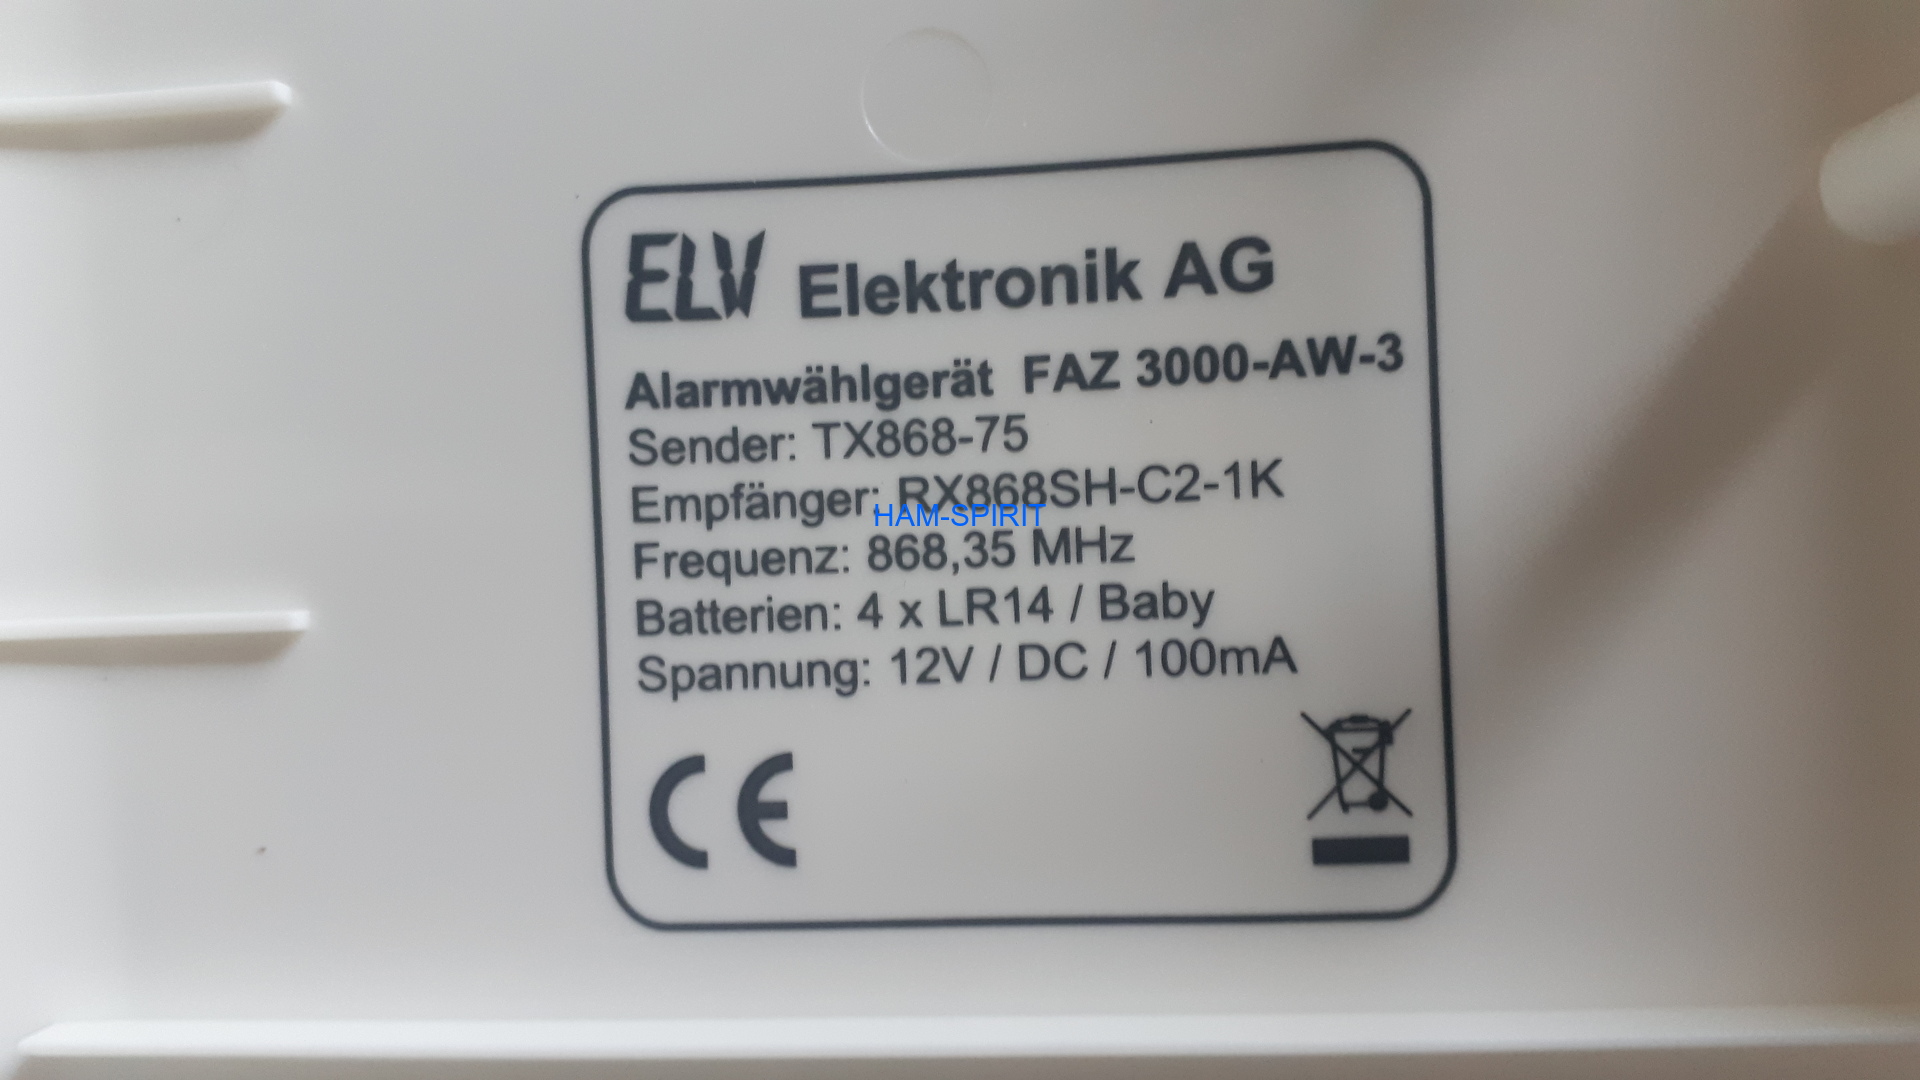 ELV Elektronik AG
Alarmwählgerät FAZ 3000-AW-3
Sender: TX868-75
Empfänger: RX868SH-C2-1K
HAM-SPIRIT
Frequenz: 868,35 MHz
Batterien: 4 x LR14 / Baby
Spannung: 12V / DC / 100mA
CE